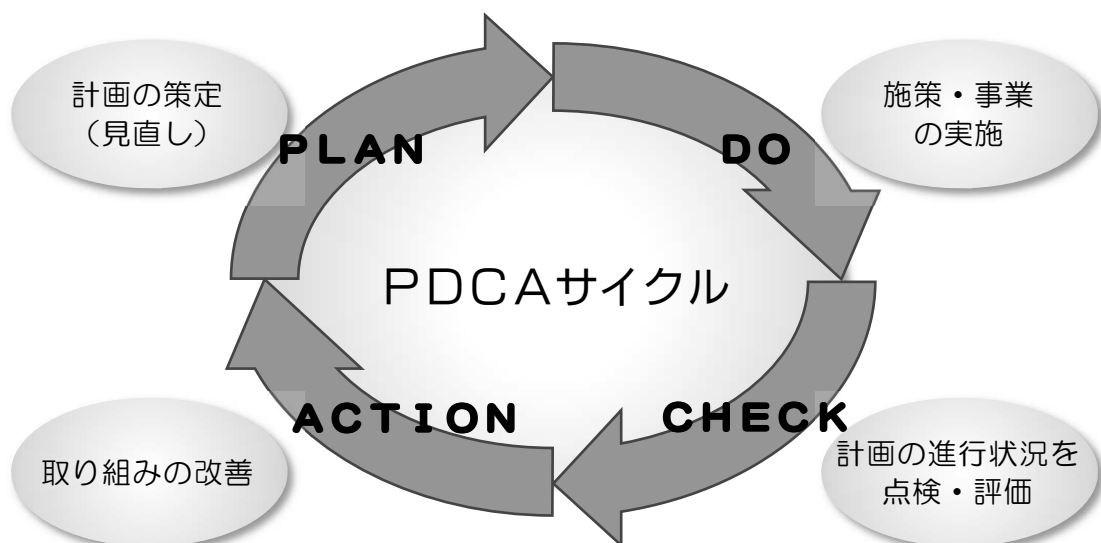 計画の策定
（見直し）
PLAN
DO
施策・事業
の実施
PDCAサイクル
ACTION
CHECK
取り組みの改善
計画の進行状況を
点検・評価